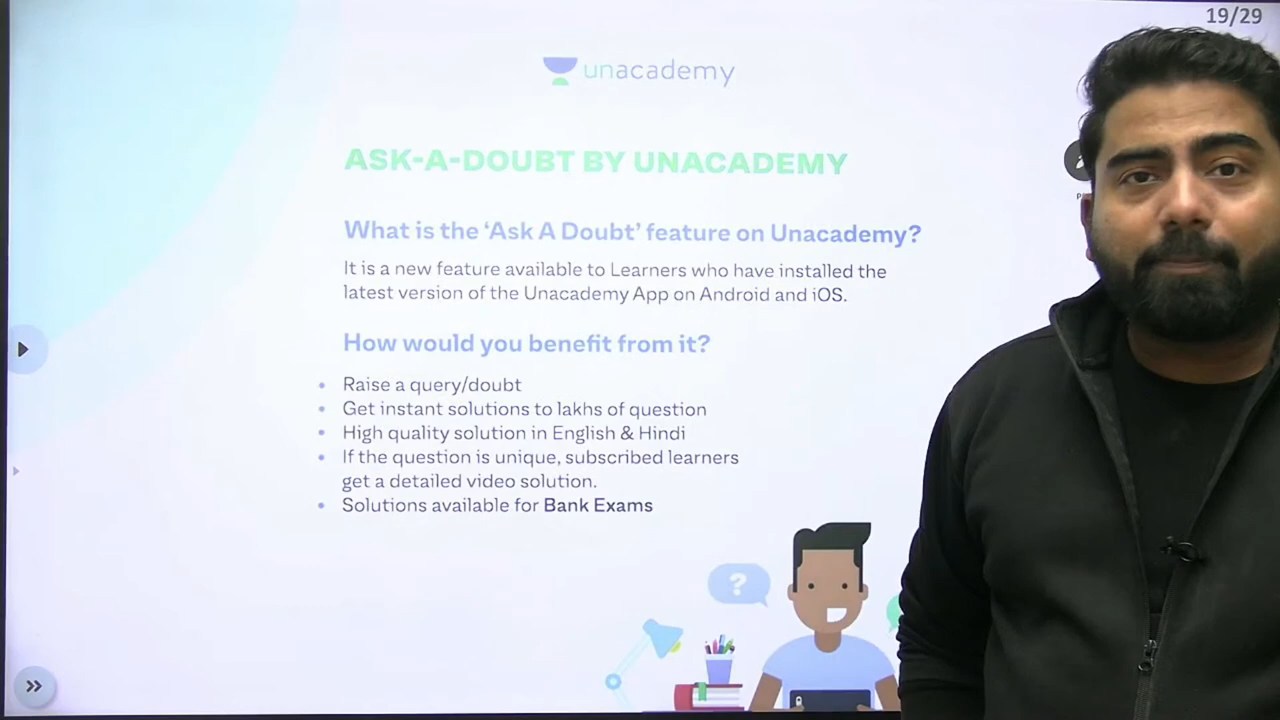 19/29
unacademy
ASK-A-DOUBT BY UNACADEMY
What is the ‘Ask A Doubt’ feature on Unacademy?
It is a new feature available to Learners who have installed the
latest version of the Unacademy App on Android and iOS.
How would you benefit from it?
• Raise a query/doubt
• Get instant solutions to lakhs of question
• High quality solution in English & Hindi
• If the question is unique, subscribed learners
get a detailed video solution.
• Solutions available for Bank Exams
?